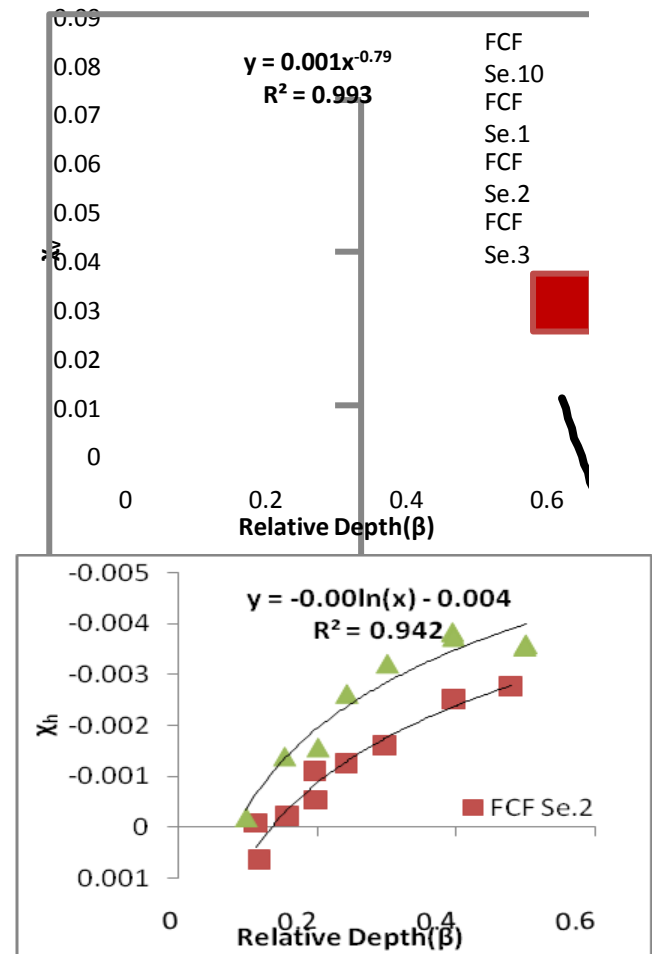 0.09
0.08
0.07
0.06
0.05
0.04
0.03
0.02
0.01
0
χv
y = 0.001x^-0.79
R² = 0.993
FCF
Se.10
FCF
Se.1
FCF
Se.2
FCF
Se.3
0 0.2 0.4 0.6
Relative Depth(β)
-0.005
-0.004
-0.003
-0.002
-0.001
0
0.001
χh
y = -0.00ln(x) - 0.004
R² = 0.942
FCF Se.2
0 0.2 0.4 0.6
Relative Depth(β)